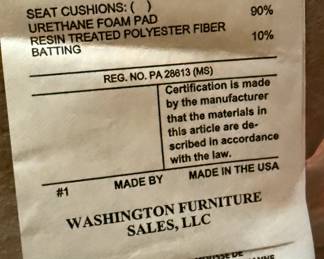 SEAT CUSHIONS: ( )
URETHANE FOAM PAD 90%
RESIN TREATED POLYESTER FIBER 10%
BATTING
REG. NO. PA 28613 (MS)
Certification is made
by the manufacturer
that the materials in
this article are de-
scribed in accordance
with the law.
#1 MADE BY MADE IN THE USA
WASHINGTON FURNITURE
SALES, LLC